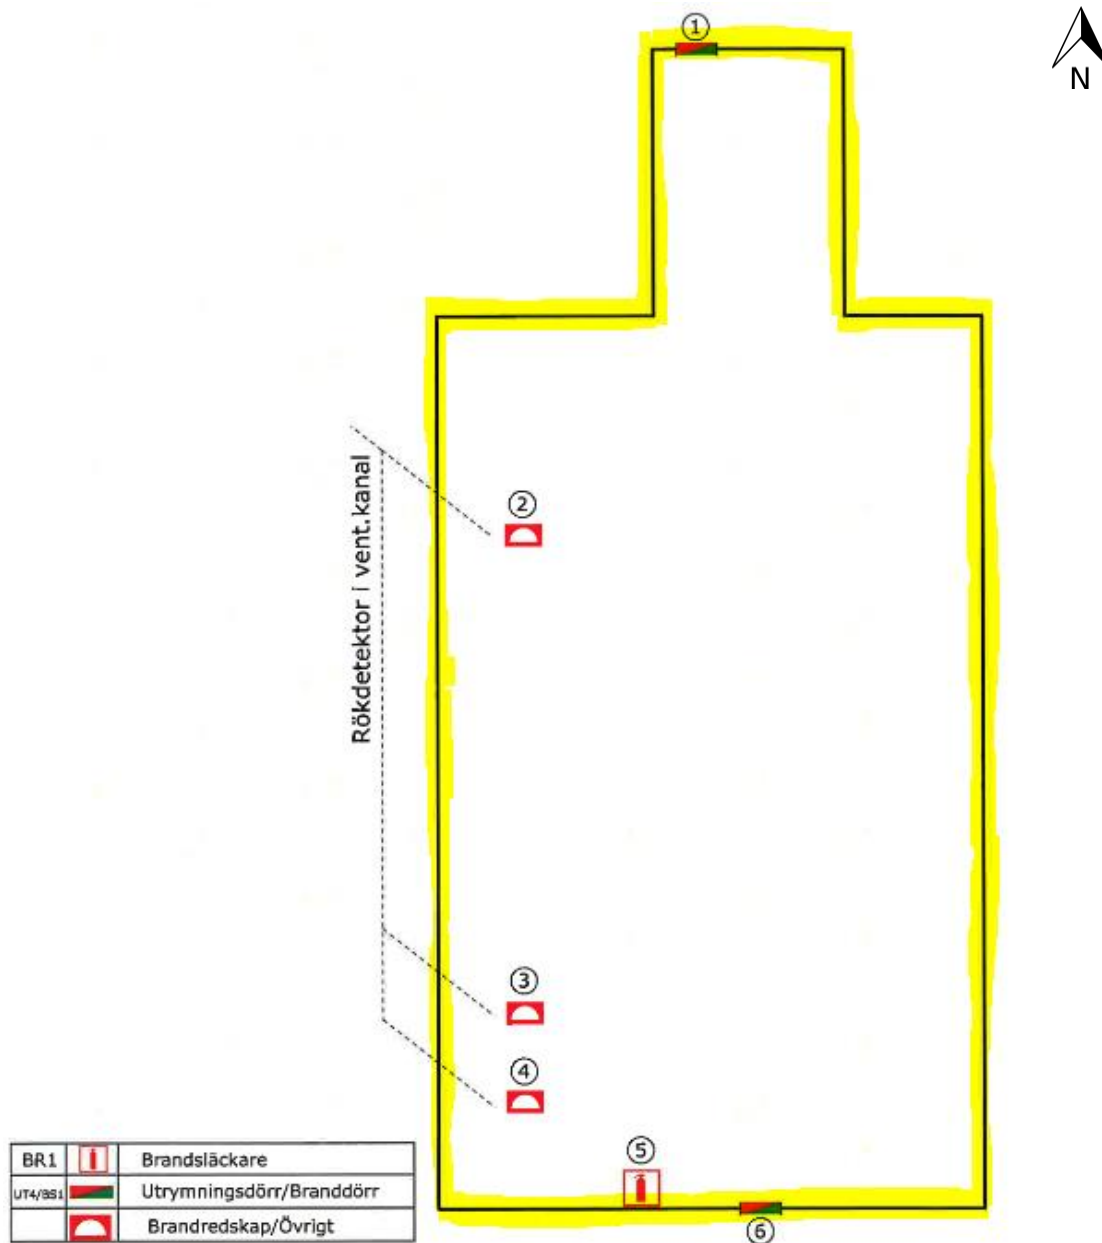 ①
N
②
Rökdetektor i vent.kanal
③
④
⑤
BR1 Brandsläckare
UT4/BS1 Utrymningsdörr/Branddörr
Brandredskap/Övrigt
⑥